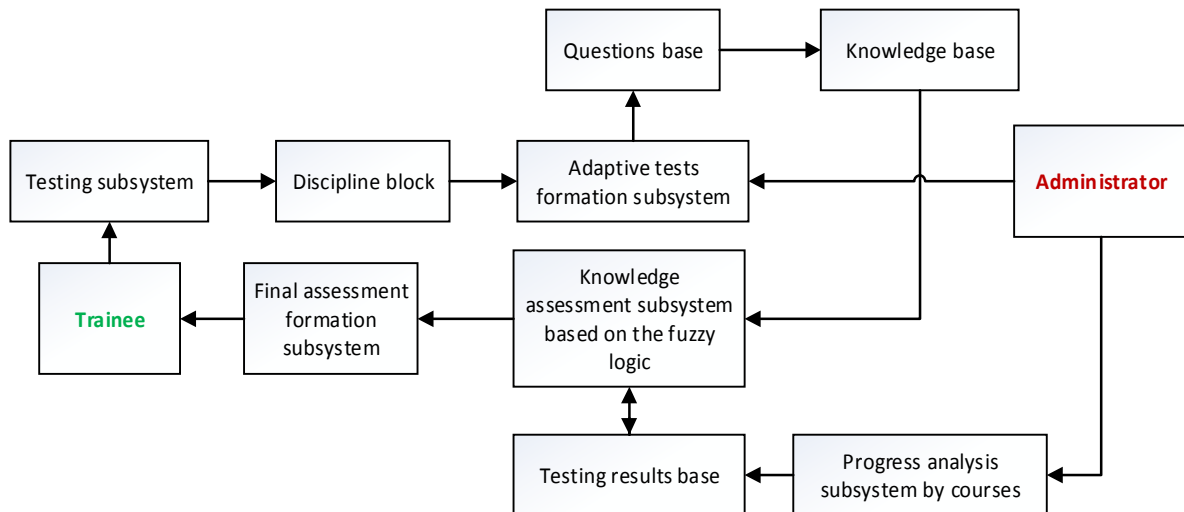 Questions base
Knowledge base
Testing subsystem
Discipline block
Adaptive tests
formation subsystem
Administrator
Trainee
Final assessment
formation
subsystem
Knowledge
assessment subsystem
based on the fuzzy
logic
Testing results base
Progress analysis
subsystem by courses